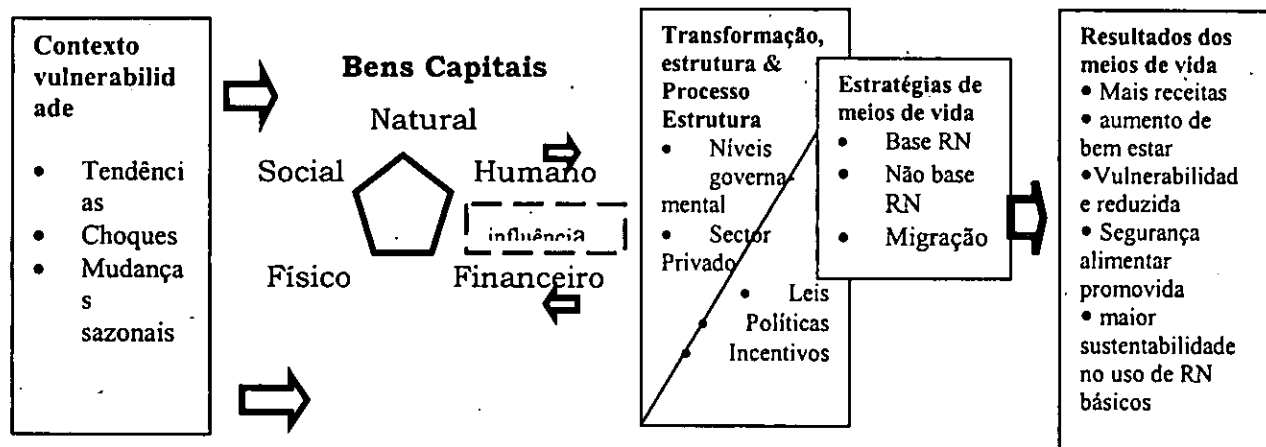 Contexto
vulnerabilid
ade
• Tendênci
as
• Choques
• Mudança
s
sazonais
Bens Capitais
Natural
Social
Humano
influência
Físico
Financeiro
Transformação,
estrutura &
Processo
Estrutura
• Níveis
governa-
mental
• Sector
Privado
• Leis
Políticas
Incentivos
Estratégias de
meios de vida
• Base RN
• Não base
RN
• Migração
Resultados dos
meios de vida
• Mais receitas
• aumento de
bem estar
•Vulnerabilidad
e reduzida
• Segurança
alimentar
promovida
• maior
sustentabilidade
no uso de RN
básicos